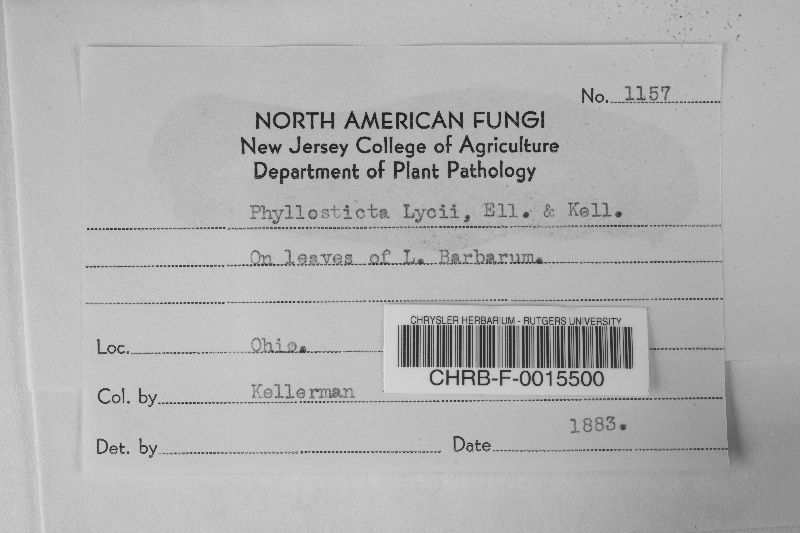 No. 1157
NORTH AMERICAN FUNGI
New Jersey College of Agriculture
Department of Plant Pathology
Phyllosticta Lycii, Ell. & Kell.
On leaves of L. Barbarum.
CHRYSLER HERBARIUM - RUTGERS UNIVERSITY
Loc. Ohio.
CHRB-F-0015500
Col. by Kellerman
1883.
Det. by Date